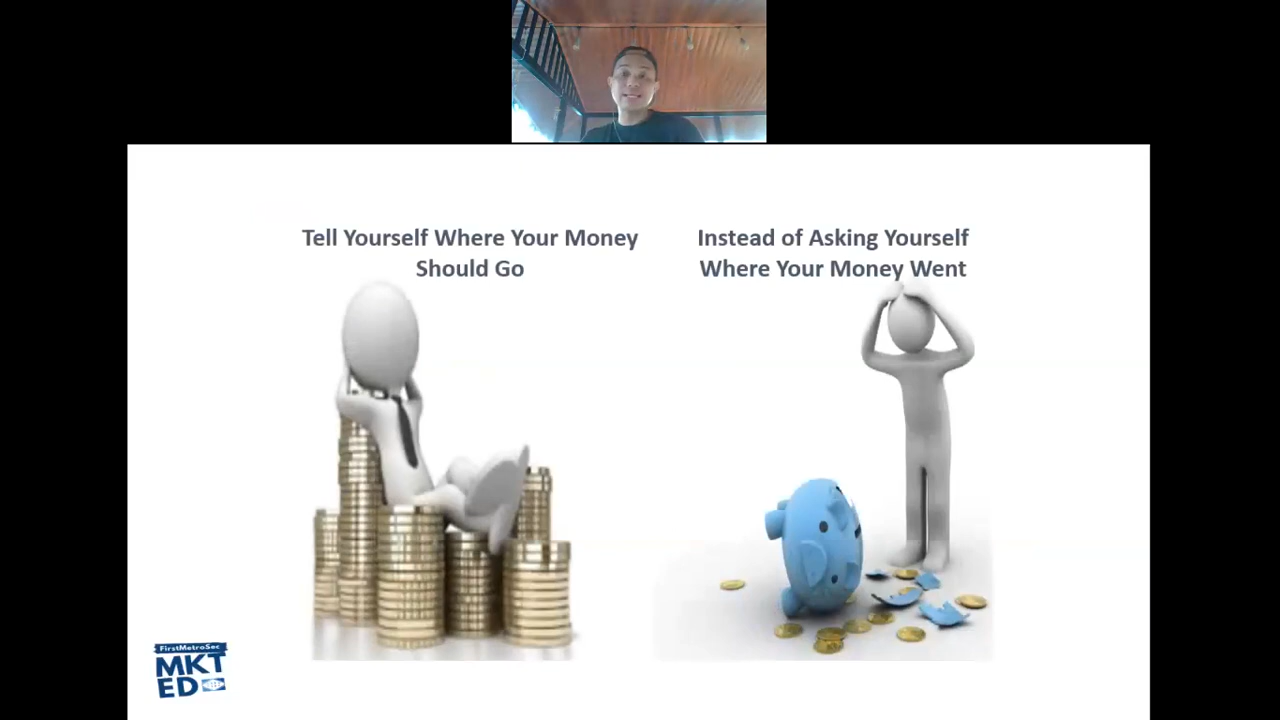 Tell Yourself Where Your Money
Should Go
Instead of Asking Yourself
Where Your Money Went
FirstMetroSec
MKT
ED